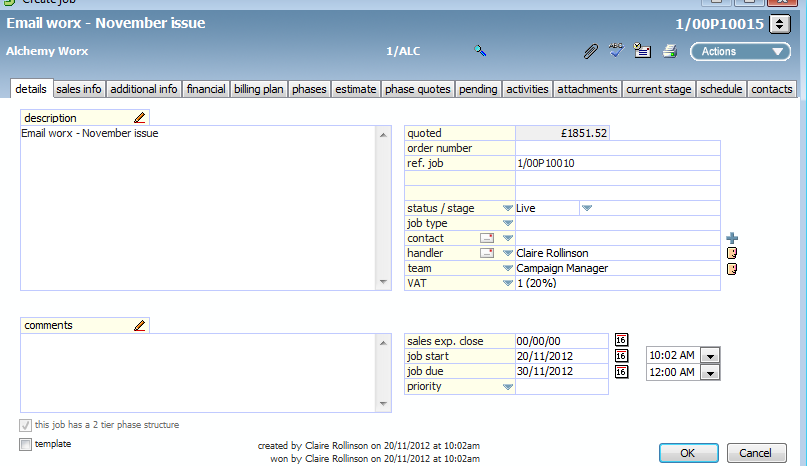 Create job
Email worx - November issue
1/00P10015
Alchemy Worx
1/ALC
ABC
Actions
details
sales info
additional info
financial
billing plan
phases
estimate
phase quotes
pending
activities
attachments
current stage
schedule
contacts
description
Email worx - November issue
quoted £1851.52
order number
ref. job 1/00P10010
status / stage Live
job type
contact
handler Claire Rollinson
team Campaign Manager
VAT 1 (20%)
comments
sales exp. close 00/00/00 16
job start 20/11/2012 16 10:02 AM
job due 30/11/2012 16 12:00 AM
priority
this job has a 2 tier phase structure
template
created by Claire Rollinson on 20/11/2012 at 10:02am
won by Claire Rollinson on 20/11/2012 at 10:02am
OK
Cancel